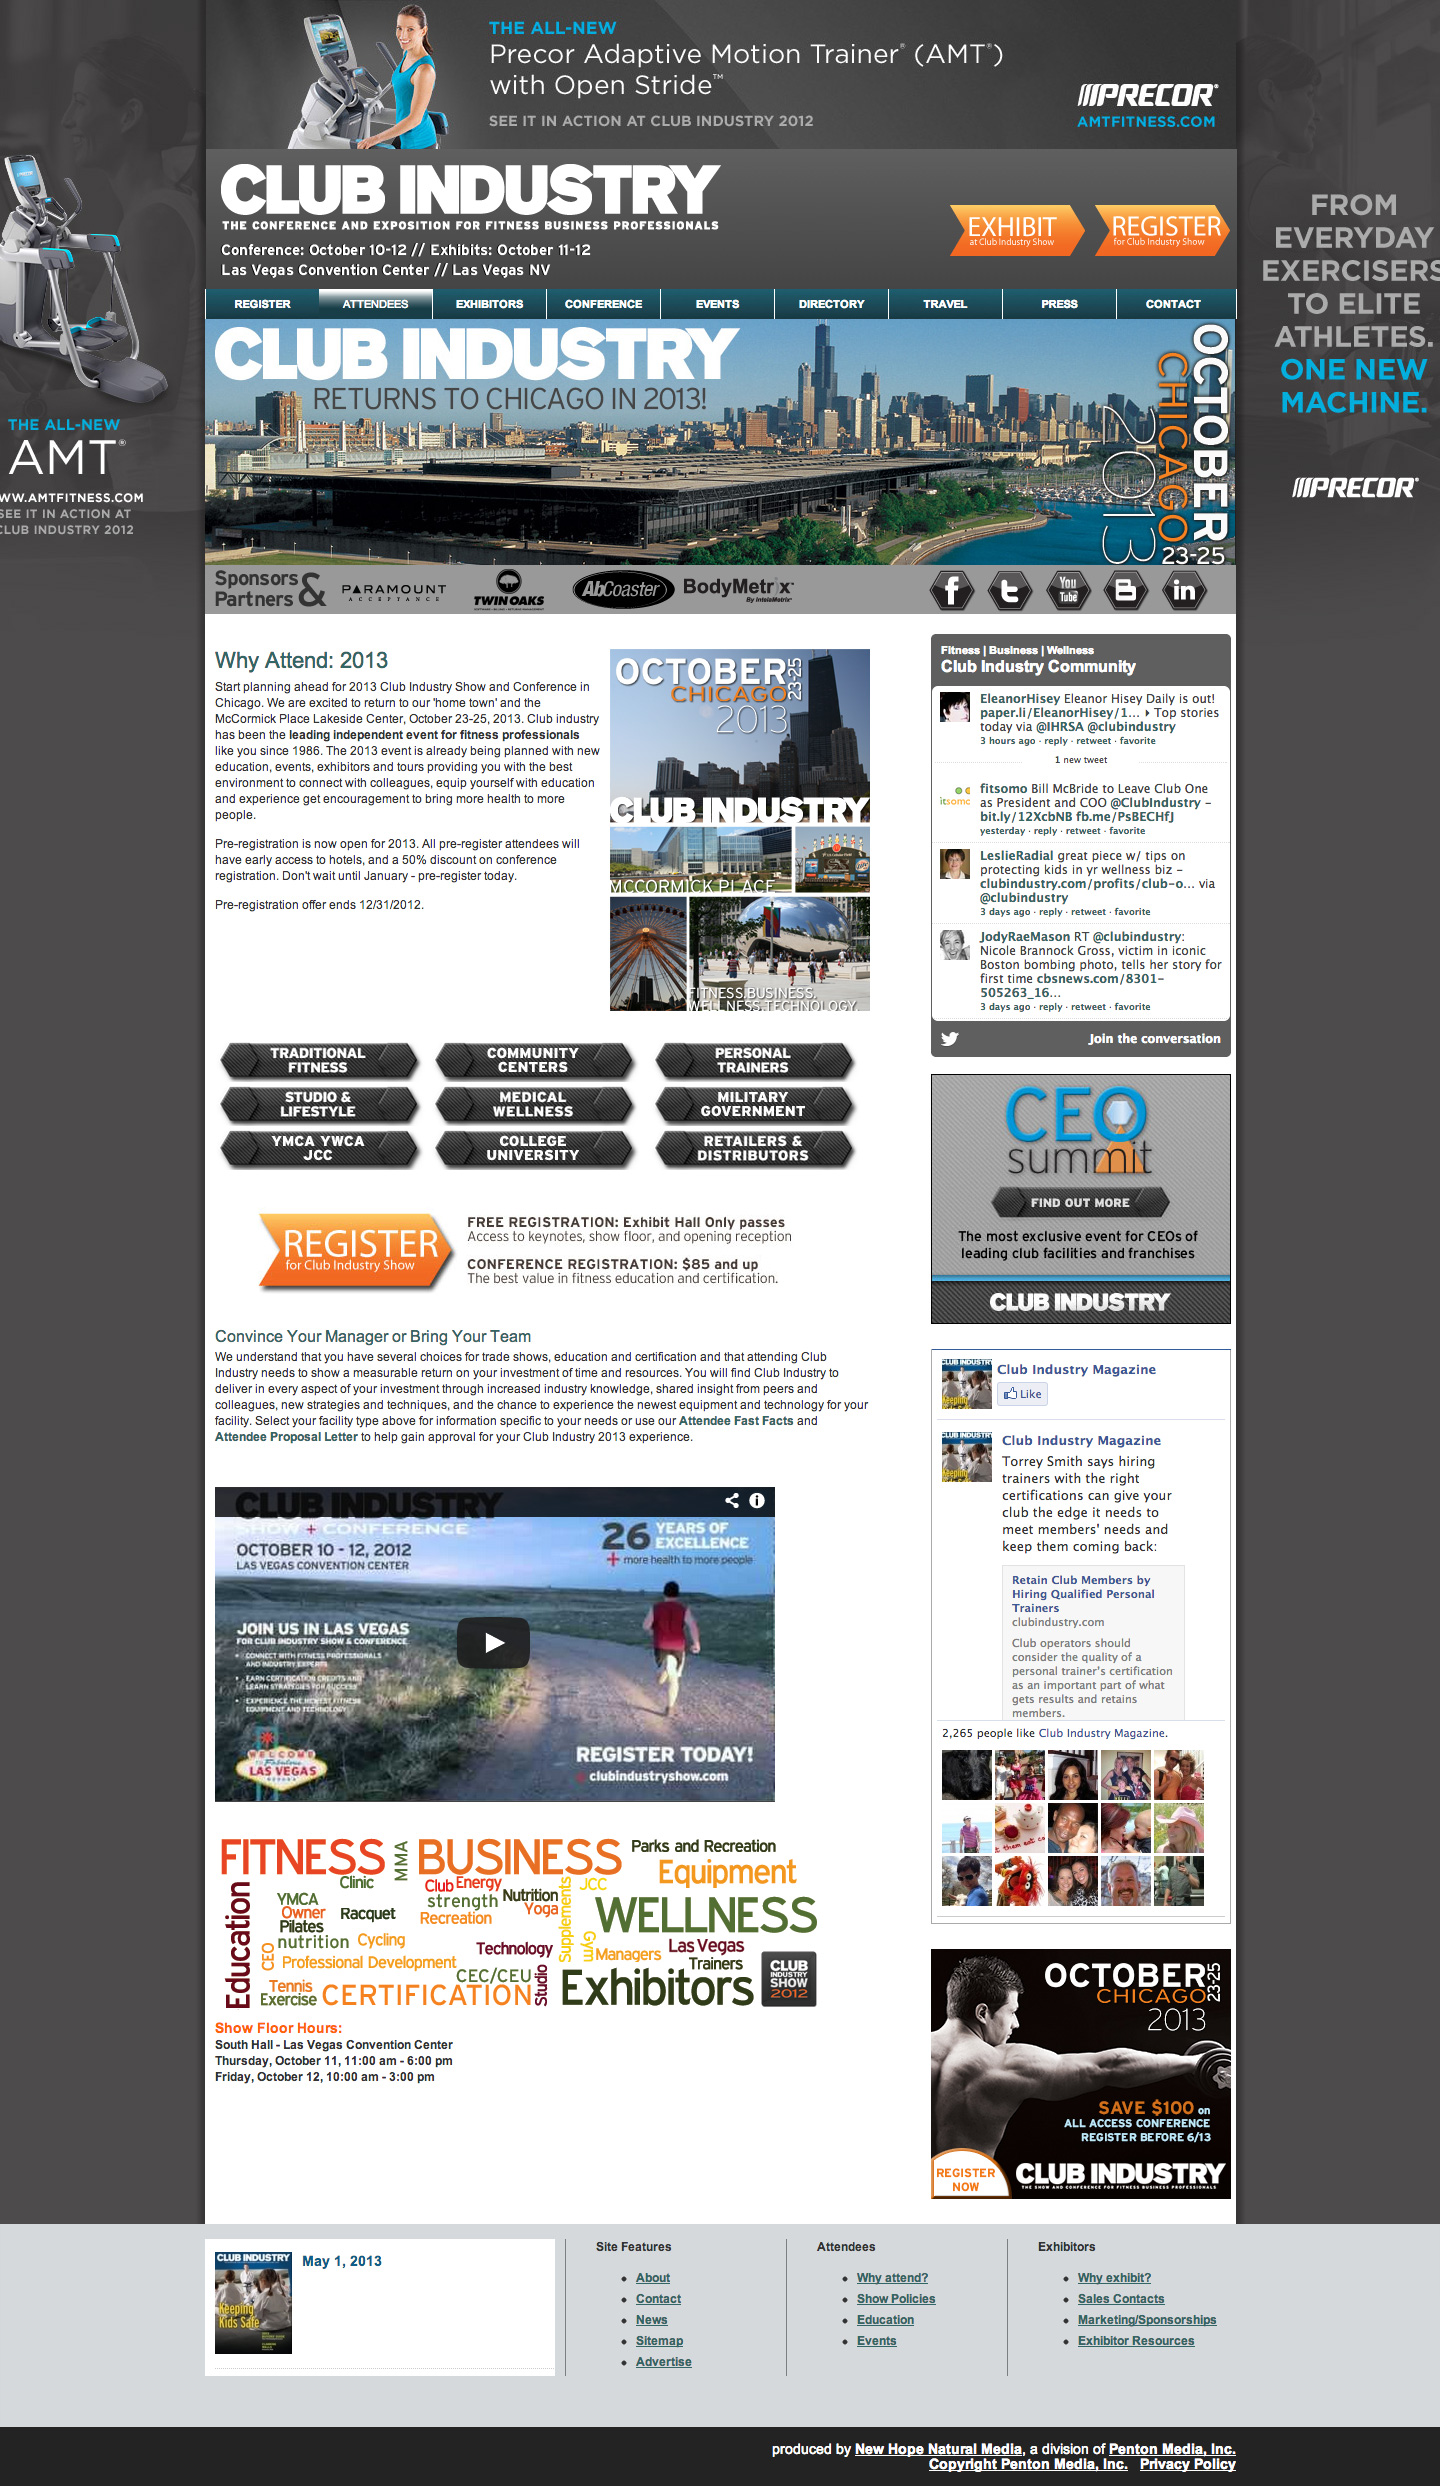 THE ALL-NEW
Precor Adaptive Motion Trainer® (AMT®)
with Open Stride™
SEE IT IN ACTION AT CLUB INDUSTRY 2012
PRECOR
AMTFITNESS.COM
THE ALL-NEW
AMT®
WW.AMTFITNESS.COM
SEE IT IN ACTION AT
CLUB INDUSTRY 2012
FROM
EVERYDAY
EXERCISERS
TO ELITE
ATHLETES.
ONE NEW
MACHINE.
PRECOR
CLUB INDUSTRY
THE CONFERENCE AND EXPOSITION FOR FITNESS BUSINESS PROFESSIONALS
Conference: October 10-12 // Exhibits: October 11-12
Las Vegas Convention Center // Las Vegas NV
EXHIBIT
at Club Industry Show
REGISTER
for Club Industry Show
REGISTER ATTENDEES EXHIBITORS CONFERENCE EVENTS DIRECTORY TRAVEL PRESS CONTACT
CLUB INDUSTRY
RETURNS TO CHICAGO IN 2013!
OCTOBER
CHICAGO
2013
23-25
Sponsors &
Partners
PARAMOUNT
ACCEPTANCE
TWIN OAKS
AbCoaster
BodyMetrix
By IntelaMetrix
f t You Tube B in
Why Attend: 2013
Start planning ahead for 2013 Club Industry Show and Conference in
Chicago. We are excited to return to our 'home town' and the
McCormick Place Lakeside Center, October 23-25, 2013. Club industry
has been the leading independent event for fitness professionals
like you since 1986. The 2013 event is already being planned with new
education, events, exhibitors and tours providing you with the best
environment to connect with colleagues, equip yourself with education
and experience get encouragement to bring more health to more
people.
Pre-registration is now open for 2013. All pre-register attendees will
have early access to hotels, and a 50% discount on conference
registration. Don't wait until January - pre-register today.
Pre-registration offer ends 12/31/2012.
OCTOBER 23-25
CHICAGO
2013
CLUB INDUSTRY
MCCORMICK PLACE
FITNESS.BUSINESS.
WELLNESS.TECHNOLOGY
TRADITIONAL FITNESS
COMMUNITY CENTERS
PERSONAL TRAINERS
STUDIO & LIFESTYLE
MEDICAL WELLNESS
MILITARY GOVERNMENT
YMCA YWCA JCC
COLLEGE UNIVERSITY
RETAILERS & DISTRIBUTORS
REGISTER
for Club Industry Show
FREE REGISTRATION: Exhibit Hall Only passes
Access to keynotes, show floor, and opening reception
CONFERENCE REGISTRATION: $85 and up
The best value in fitness education and certification.
Convince Your Manager or Bring Your Team
We understand that you have several choices for trade shows, education and certification and that attending Club
Industry needs to show a measurable return on your investment of time and resources. You will find Club Industry to
deliver in every aspect of your investment through increased industry knowledge, shared insight from peers and
colleagues, new strategies and techniques, and the chance to experience the newest equipment and technology for your
facility. Select your facility type above for information specific to your needs or use our Attendee Fast Facts and
Attendee Proposal Letter to help gain approval for your Club Industry 2013 experience.
CLUB INDUSTRY
SHOW + CONFERENCE
OCTOBER 10 - 12, 2012
LAS VEGAS CONVENTION CENTER
26 YEARS OF
EXCELLENCE
+ more health to more people
JOIN US IN LAS VEGAS
FOR CLUB INDUSTRY SHOW & CONFERENCE
CONNECT WITH FITNESS PROFESSIONALS
AND INDUSTRY EXPERTS
EARN CERTIFICATION CREDITS AND
LEARN STRATEGIES FOR SUCCESS
EXPERIENCE THE NEWEST FITNESS
EQUIPMENT AND TECHNOLOGY
WELCOME
TO Fabulous
LAS VEGAS
NEVADA
REGISTER TODAY!
clubindustryshow.com
FITNESS
MMA
BUSINESS
Parks and Recreation
Clinic
Club
Energy
Equipment
Education
YMCA
strength
Nutrition
Supplements
JCC
Owner
Racquet
Recreation
Yoga
WELLNESS
Pilates
nutrition
Cycling
CEO
Professional Development
Technology
Gym
Managers
Las Vegas
Trainers
CEC/CEU
Tennis
Exercise
CERTIFICATION
Studio
Exhibitors
CLUB
INDUSTRY
SHOW
2012
Show Floor Hours:
South Hall - Las Vegas Convention Center
Thursday, October 11, 11:00 am - 6:00 pm
Friday, October 12, 10:00 am - 3:00 pm
Fitness | Business | Wellness
Club Industry Community
EleanorHisey Eleanor Hisey Daily is out!
paper.li/EleanorHisey/1... ‣ Top stories
today via @IHRSA @clubindustry
3 hours ago · reply · retweet · favorite
1 new tweet
itsomo
fitsomo Bill McBride to Leave Club One
as President and COO @ClubIndustry -
bit.ly/12XcbNB fb.me/PsBECHfJ
yesterday · reply · retweet · favorite
LeslieRadial great piece w/ tips on
protecting kids in yr wellness biz -
clubindustry.com/profits/club-o... via
@clubindustry
3 days ago · reply · retweet · favorite
JodyRaeMason RT @clubindustry:
Nicole Brannock Gross, victim in iconic
Boston bombing photo, tells her story for
first time cbsnews.com/8301-
505263_16...
3 days ago · reply · retweet · favorite
Join the conversation
CEO
summit
FIND OUT MORE
The most exclusive event for CEOs of
leading club facilities and franchises
CLUB INDUSTRY
Club Industry Magazine
Like
Club Industry Magazine
Torrey Smith says hiring
trainers with the right
certifications can give your
club the edge it needs to
meet members' needs and
keep them coming back:
Retain Club Members by
Hiring Qualified Personal
Trainers
clubindustry.com
Club operators should
consider the quality of a
personal trainer's certification
as an important part of what
gets results and retains
members.
2,265 people like Club Industry Magazine.
OCTOBER 23-25
CHICAGO
2013
SAVE $100 on
ALL ACCESS CONFERENCE
REGISTER BEFORE 6/13
REGISTER
NOW
CLUB INDUSTRY
THE SHOW AND CONFERENCE FOR FITNESS BUSINESS PROFESSIONALS
CLUB INDUSTRY
Keeping
Kids Safe
May 1, 2013
Site Features
About
Contact
News
Sitemap
Advertise
Attendees
Why attend?
Show Policies
Education
Events
Exhibitors
Why exhibit?
Sales Contacts
Marketing/Sponsorships
Exhibitor Resources
produced by New Hope Natural Media, a division of Penton Media, Inc.
Copyright Penton Media, Inc. Privacy Policy